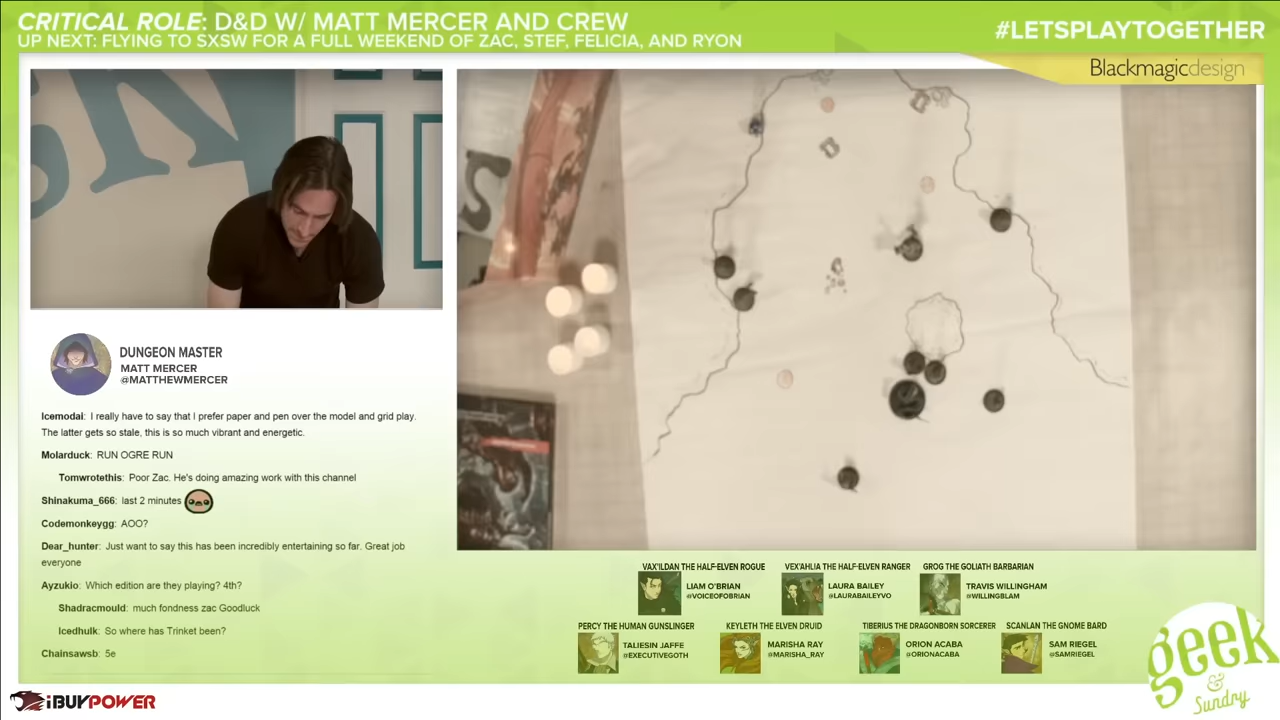 CRITICAL ROLE: D&D W/ MATT MERCER AND CREW
UP NEXT: FLYING TO SXSW FOR A FULL WEEKEND OF ZAC, STEF, FELICIA, AND RYON
#LETSPLAYTOGETHER
Blackmagicdesign
DUNGEON MASTER
MATT MERCER
@MATTHEWMERCER
Icemodai: I really have to say that I prefer paper and pen over the model and grid play.
The latter gets so stale, this is so much vibrant and energetic.
Molarduck: RUN OGRE RUN
Tomwrotethis: Poor Zac. He's doing amazing work with this channel
Shinakuma_666: last 2 minutes
Codemonkeygg: AOO?
Dear_hunter: Just want to say this has been incredibly entertaining so far. Great job
everyone
Ayzukio: Which edition are they playing? 4th?
Shadracmould: much fondness zac Goodluck
Icedhulk: So where has Trinket been?
Chainsawsb: 5e
VAX'ILDAN THE HALF-ELVEN ROGUE
LIAM O'BRIAN
@VOICEOFOBRIAN
VEX'AHLIA THE HALF-ELVEN RANGER
LAURA BAILEY
@LAURABAILEYVO
GROG THE GOLIATH BARBARIAN
TRAVIS WILLINGHAM
@WILLINGBLAM
PERCY THE HUMAN GUNSLINGER
TALIESIN JAFFE
@EXECUTIVEGOTH
KEYLETH THE ELVEN DRUID
MARISHA RAY
@MARISHA_RAY
TIBERIUS THE DRAGONBORN SORCERER
ORION ACABA
@ORIONACABA
SCANLAN THE GNOME BARD
SAM RIEGEL
@SAMRIEGEL
geek
&
Sundry
iBUYPOWER